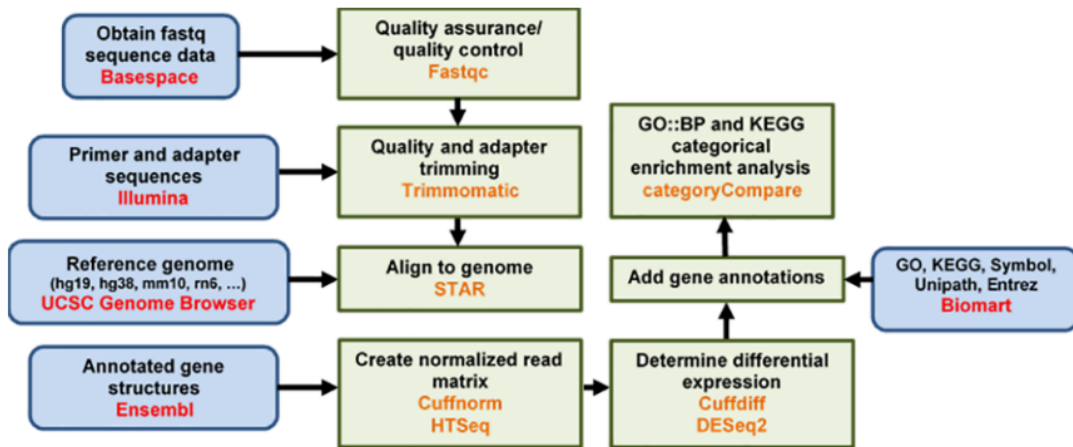 Obtain fastq
sequence data
Basespace
Quality assurance/
quality control
Fastqc
Primer and adapter
sequences
Illumina
Quality and adapter
trimming
Trimmomatic
GO::BP and KEGG
categorical
enrichment analysis
categoryCompare
Reference genome
(hg19, hg38, mm10, rn6, ...)
UCSC Genome Browser
Align to genome
STAR
Add gene annotations
GO, KEGG, Symbol,
Unipath, Entrez
Biomart
Annotated gene
structures
Ensembl
Create normalized read
matrix
Cuffnorm
HTSeq
Determine differential
expression
Cuffdiff
DESeq2